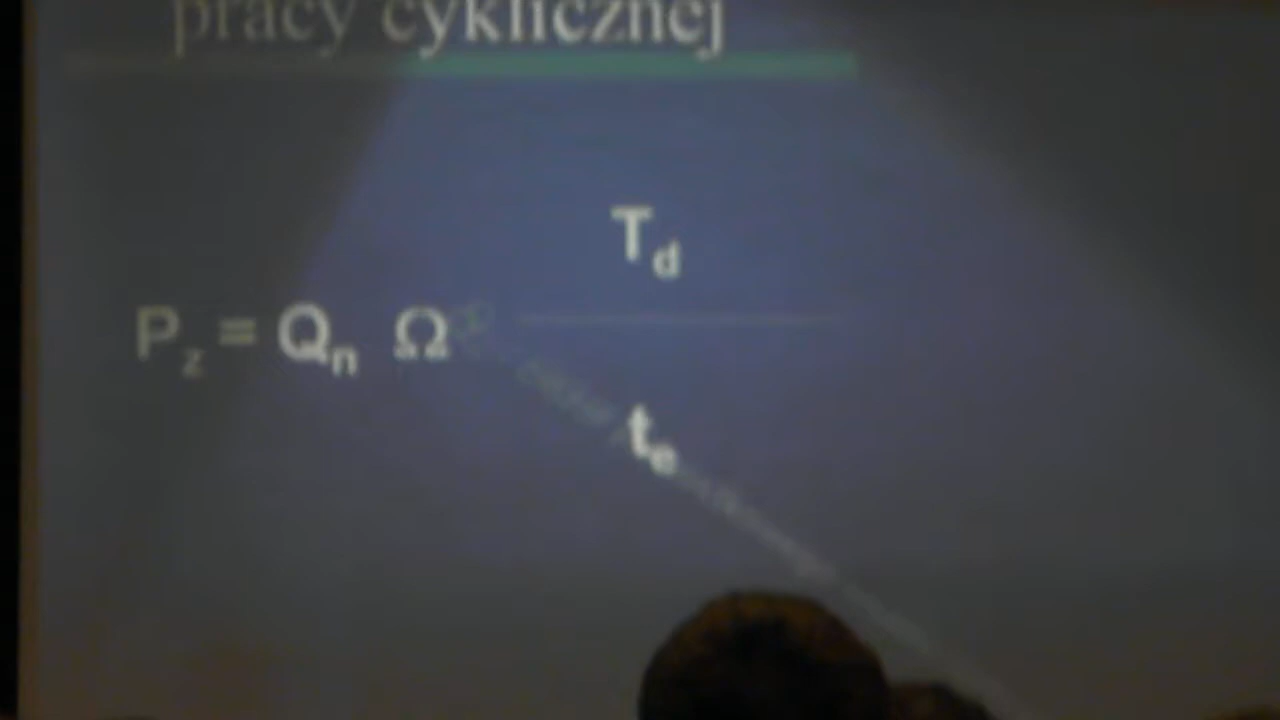 pracy cyklicznej
T_d
P_z = Q_n Ω
t_e